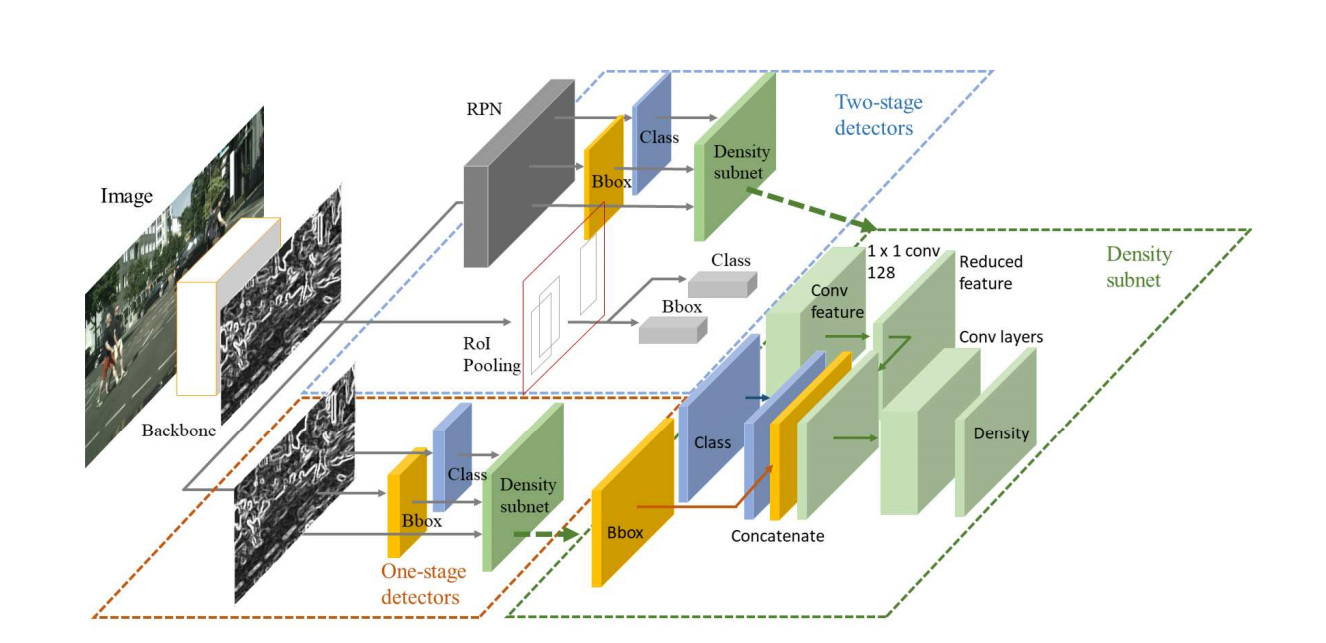 Image
Backbone
RPN
Class
Bbox
Density
subnet
Two-stage
detectors
RoI
Pooling
Class
Bbox
Class
Bbox
Density
subnet
One-stage
detectors
Density
subnet
1 x 1 conv
128
Conv
feature
Reduced
feature
Conv layers
Class
Bbox
Concatenate
Density